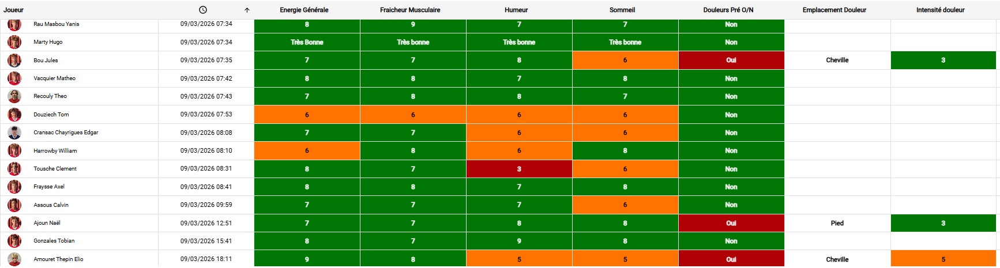 Joueur Energie Générale Fraicheur Musculaire Humeur Sommeil Douleurs Pré O/N Emplacement Douleur Intensité douleur
Rau Masbou Yanis 09/03/2026 07:34 8 9 7 7 Non
Marty Hugo 09/03/2026 07:34 Très Bonne Très bonne Très bonne Très bonne Non
Bou Jules 09/03/2026 07:35 7 7 8 6 Oui Cheville 3
Vacquier Matheo 09/03/2026 07:42 8 8 7 8 Non
Recouly Theo 09/03/2026 07:43 7 8 8 7 Non
Douziech Tom 09/03/2026 07:53 6 6 6 6 Non
Cransac Chayrigues Edgar 09/03/2026 08:08 7 7 6 6 Non
Harrowby William 09/03/2026 08:10 6 8 6 8 Non
Tousche Clement 09/03/2026 08:31 8 7 3 6 Non
Fraysse Axel 09/03/2026 08:41 8 8 7 8 Non
Assous Calvin 09/03/2026 09:59 7 7 7 6 Non
Ajoun Naël 09/03/2026 12:51 7 7 8 8 Oui Pied 3
Gonzales Tobian 09/03/2026 15:41 8 7 9 8 Non
Amouret Thepin Elio 09/03/2026 18:11 9 8 5 5 Oui Cheville 5